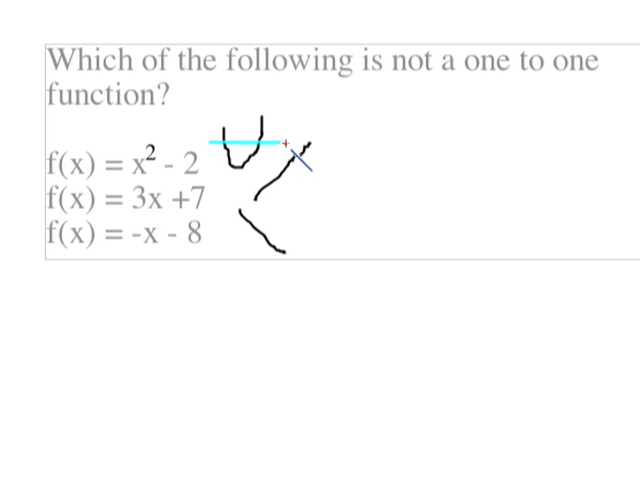 Which of the following is not a one to one
function?
f(x) = x² - 2
f(x) = 3x +7
f(x) = -x - 8